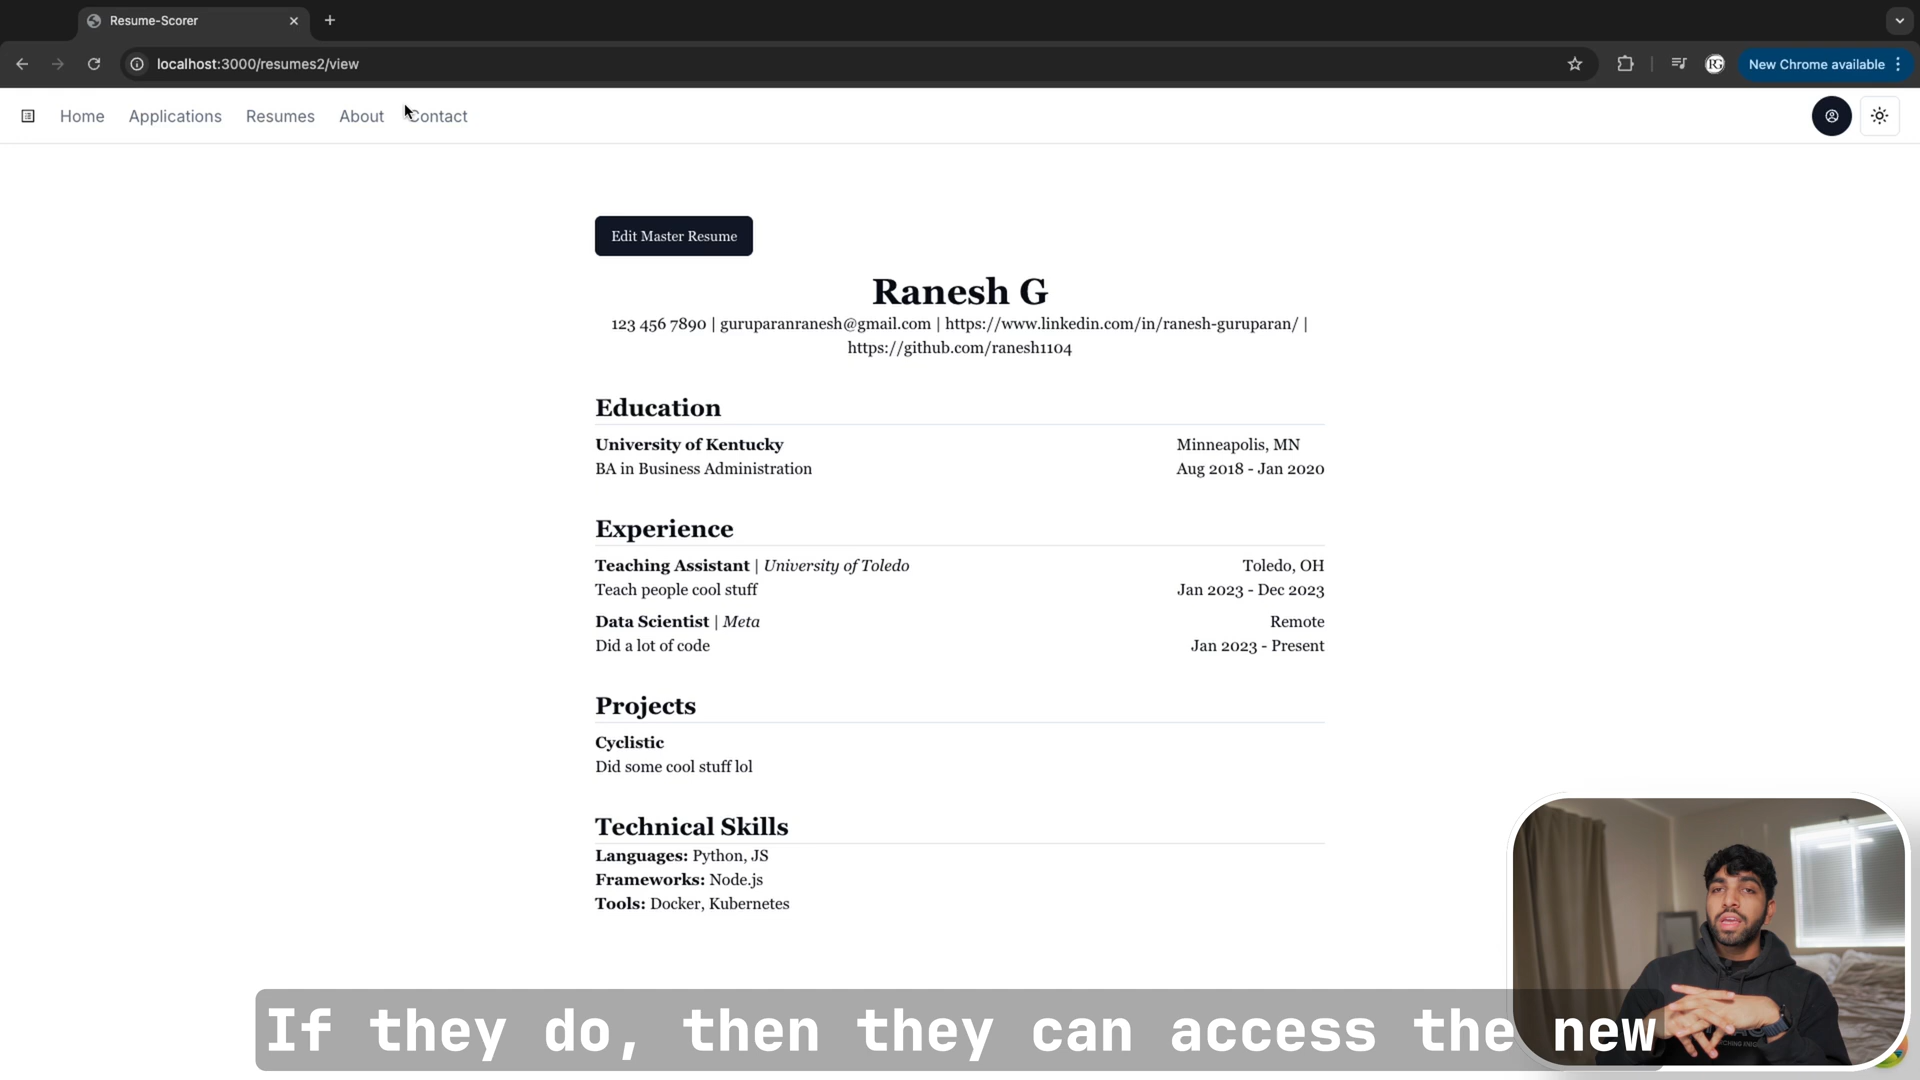 Resume-Scorer
localhost:3000/resumes2/view
RG
New Chrome available
Home Applications Resumes About Contact
Edit Master Resume
Ranesh G
123 456 7890 | guruparanranesh@gmail.com | https://www.linkedin.com/in/ranesh-guruparan/ |
https://github.com/ranesh1104
Education
University of Kentucky Minneapolis, MN
BA in Business Administration Aug 2018 - Jan 2020
Experience
Teaching Assistant | University of Toledo Toledo, OH
Teach people cool stuff Jan 2023 - Dec 2023
Data Scientist | Meta Remote
Did a lot of code Jan 2023 - Present
Projects
Cyclistic
Did some cool stuff lol
Technical Skills
Languages: Python, JS
Frameworks: Node.js
Tools: Docker, Kubernetes
If they do, then they can access the new